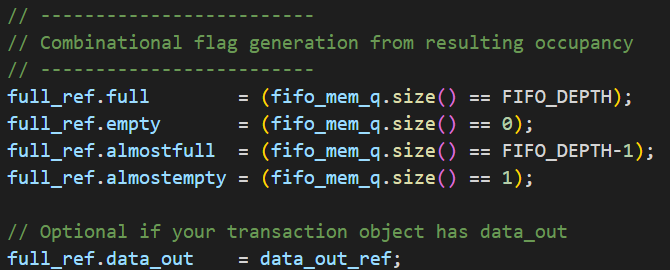 // -------------------------
// Combinational flag generation from resulting occupancy
// -------------------------
full_ref.full        = (fifo_mem_q.size() == FIFO_DEPTH);
full_ref.empty       = (fifo_mem_q.size() == 0);
full_ref.almostfull  = (fifo_mem_q.size() == FIFO_DEPTH-1);
full_ref.almostempty = (fifo_mem_q.size() == 1);

// Optional if your transaction object has data_out
full_ref.data_out    = data_out_ref;